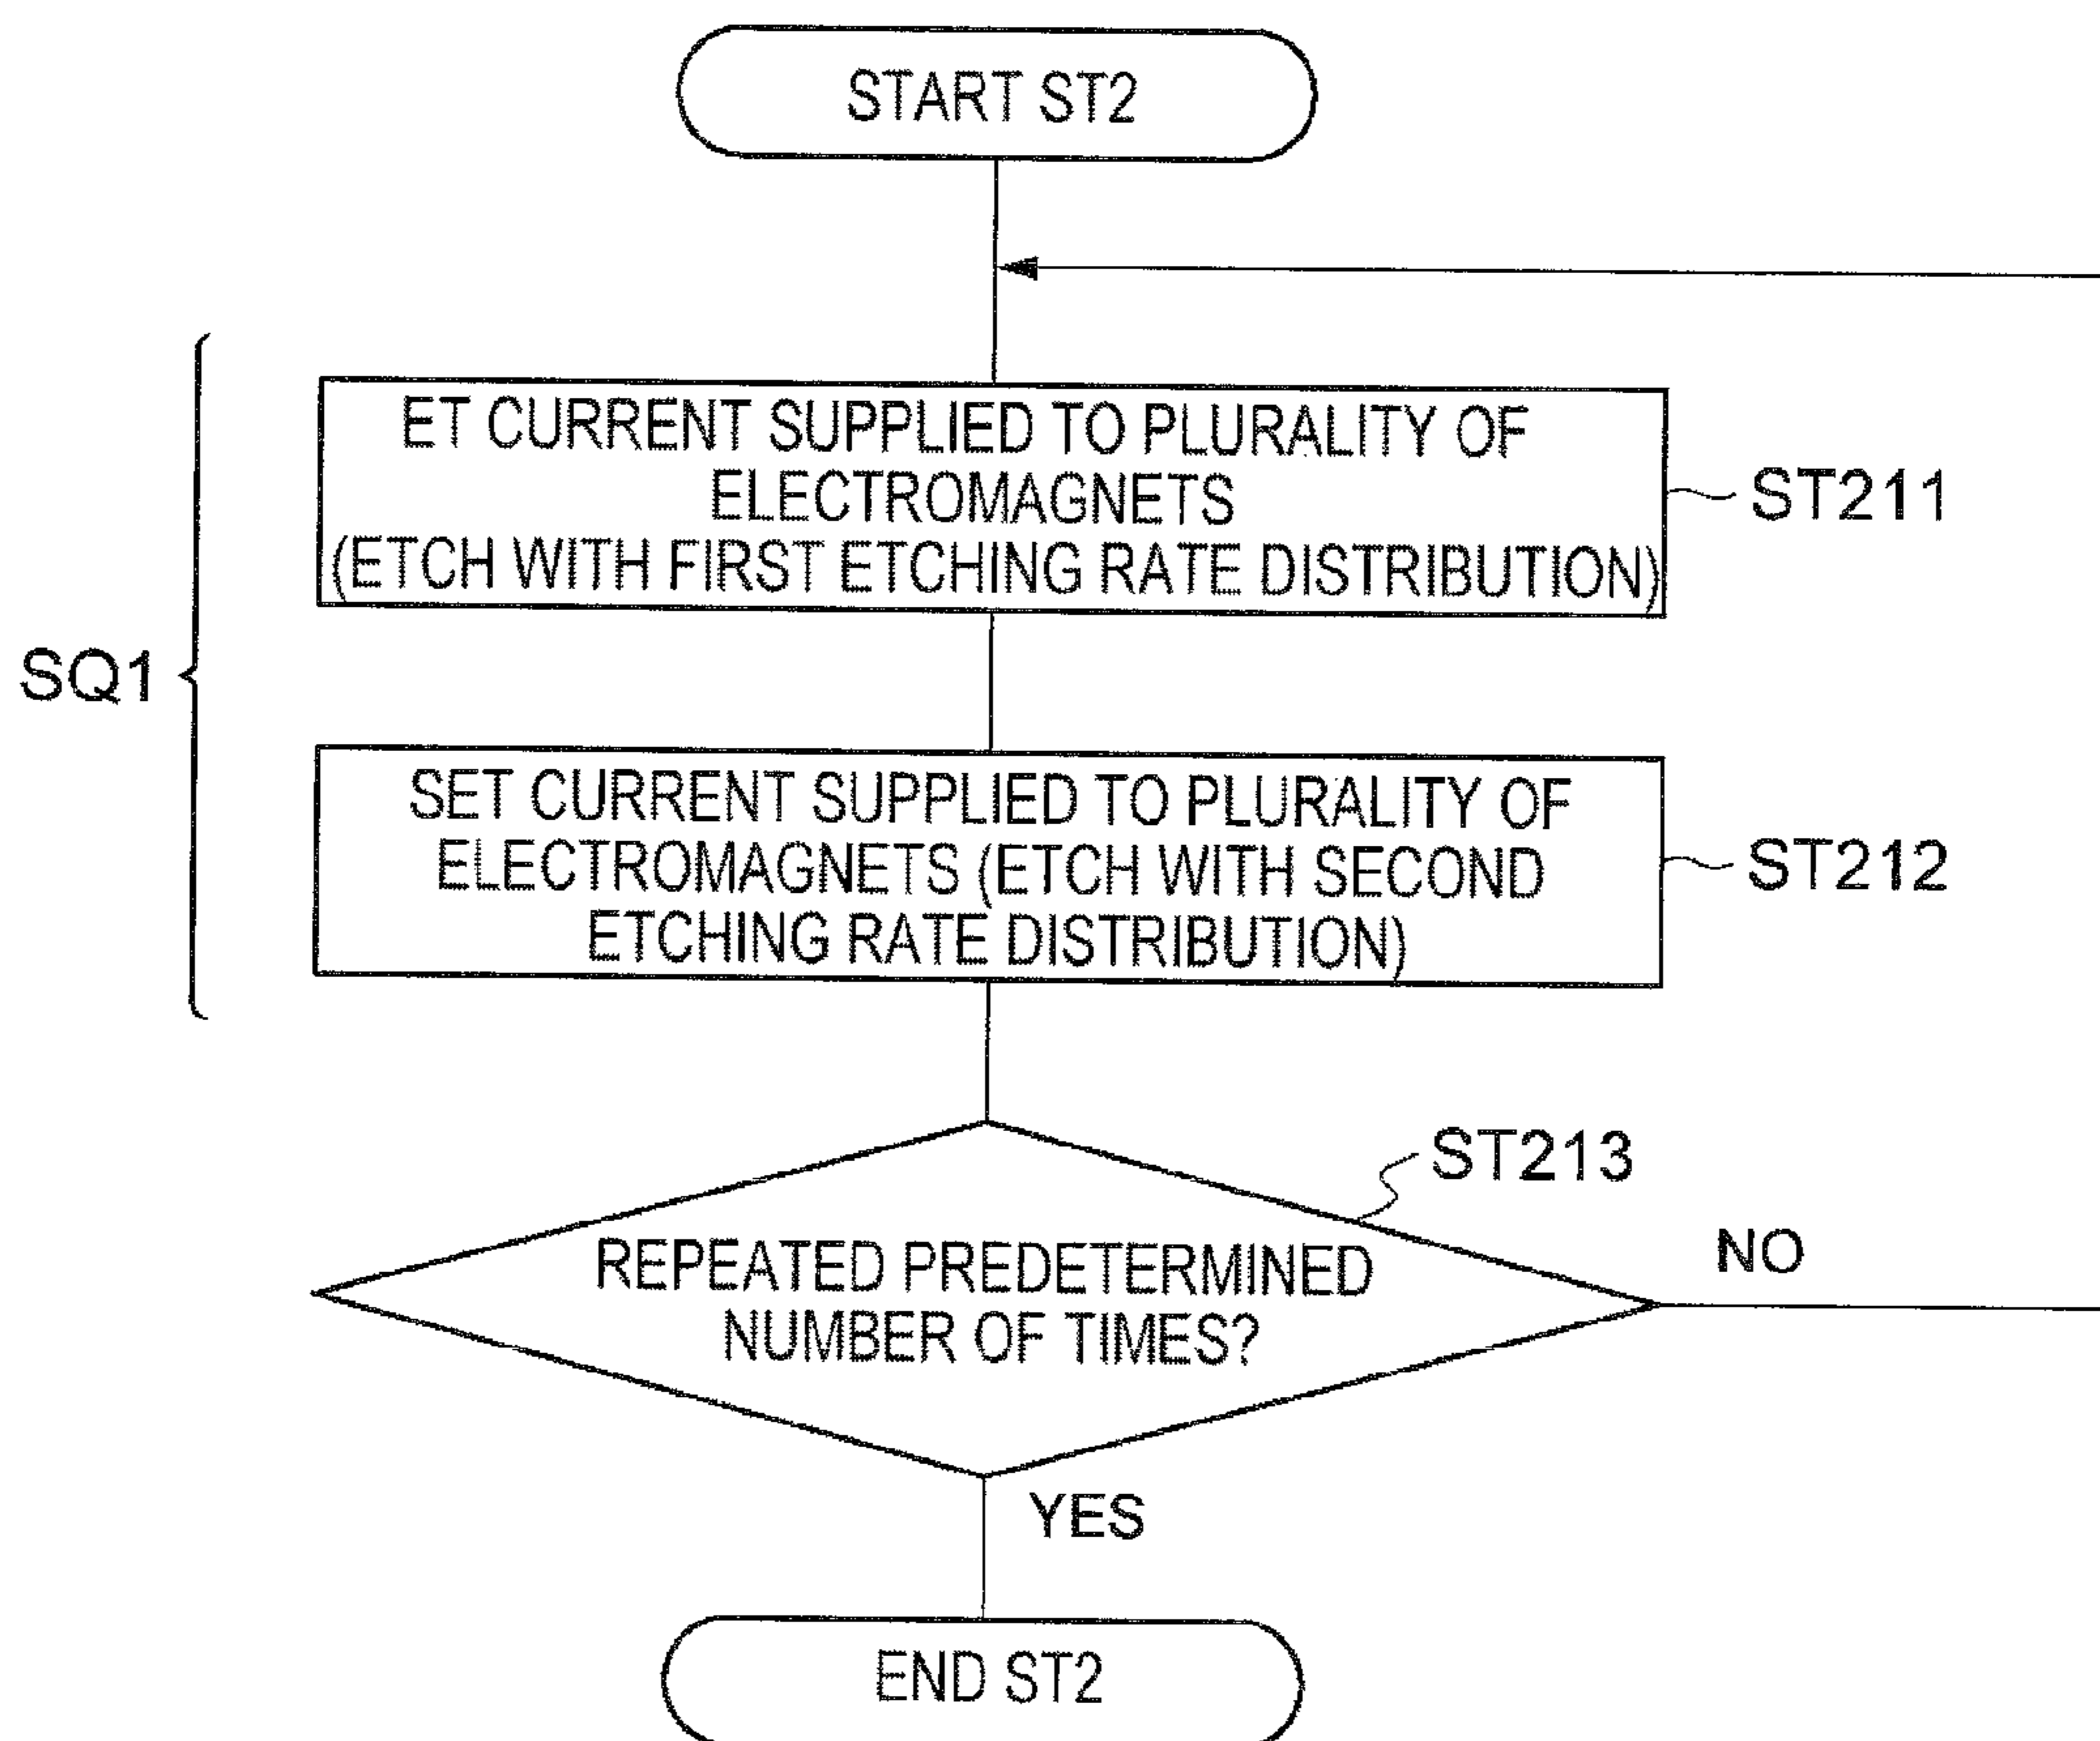 START ST2
ET CURRENT SUPPLIED TO PLURALITY OF
ELECTROMAGNETS
(ETCH WITH FIRST ETCHING RATE DISTRIBUTION)
ST211
SQ1
SET CURRENT SUPPLIED TO PLURALITY OF
ELECTROMAGNETS (ETCH WITH SECOND
ETCHING RATE DISTRIBUTION)
ST212
ST213
REPEATED PREDETERMINED
NUMBER OF TIMES?
NO
YES
END ST2